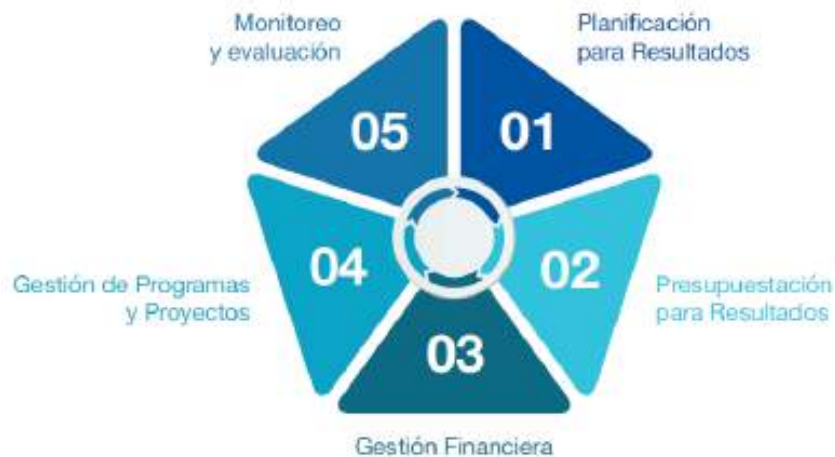 Monitoreo
y evaluación
Planificación
para Resultados
05
01
04
02
Gestión de Programas
y Proyectos
Presupuestación
para Resultados
03
Gestión Financiera